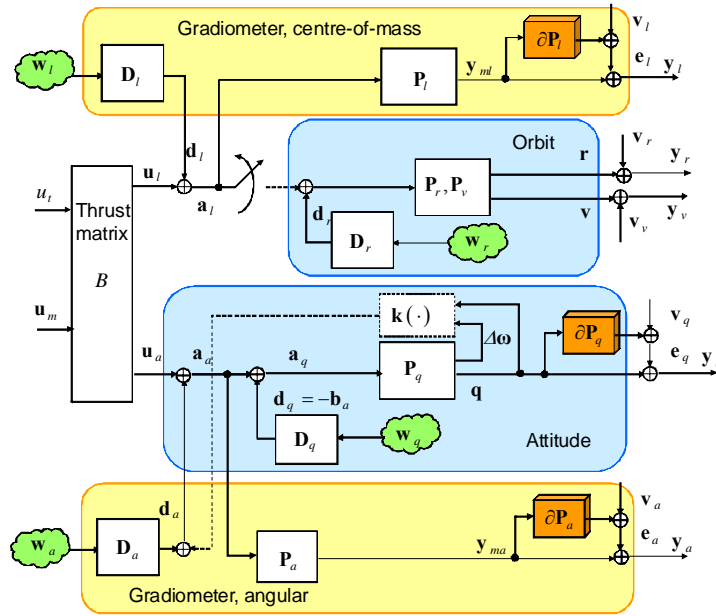 Gradiometer, centre-of-mass
w_l
D_l
P_l
y_ml
∂P_l
v_l
e_l
y_l
d_l
u_l
a_l
u_t
Thrust
matrix
B
u_m
u_a
Orbit
P_r, P_v
r
v
v_r
y_r
y_v
v_v
d_r
D_r
w_r
k(·)
Δω
a_a
a_q
P_q
q
∂P_q
v_q
e_q
y
d_q = −b_a
D_q
w_q
Attitude
d_a
w_a
D_a
P_a
y_ma
∂P_a
v_a
e_a
y_a
Gradiometer, angular